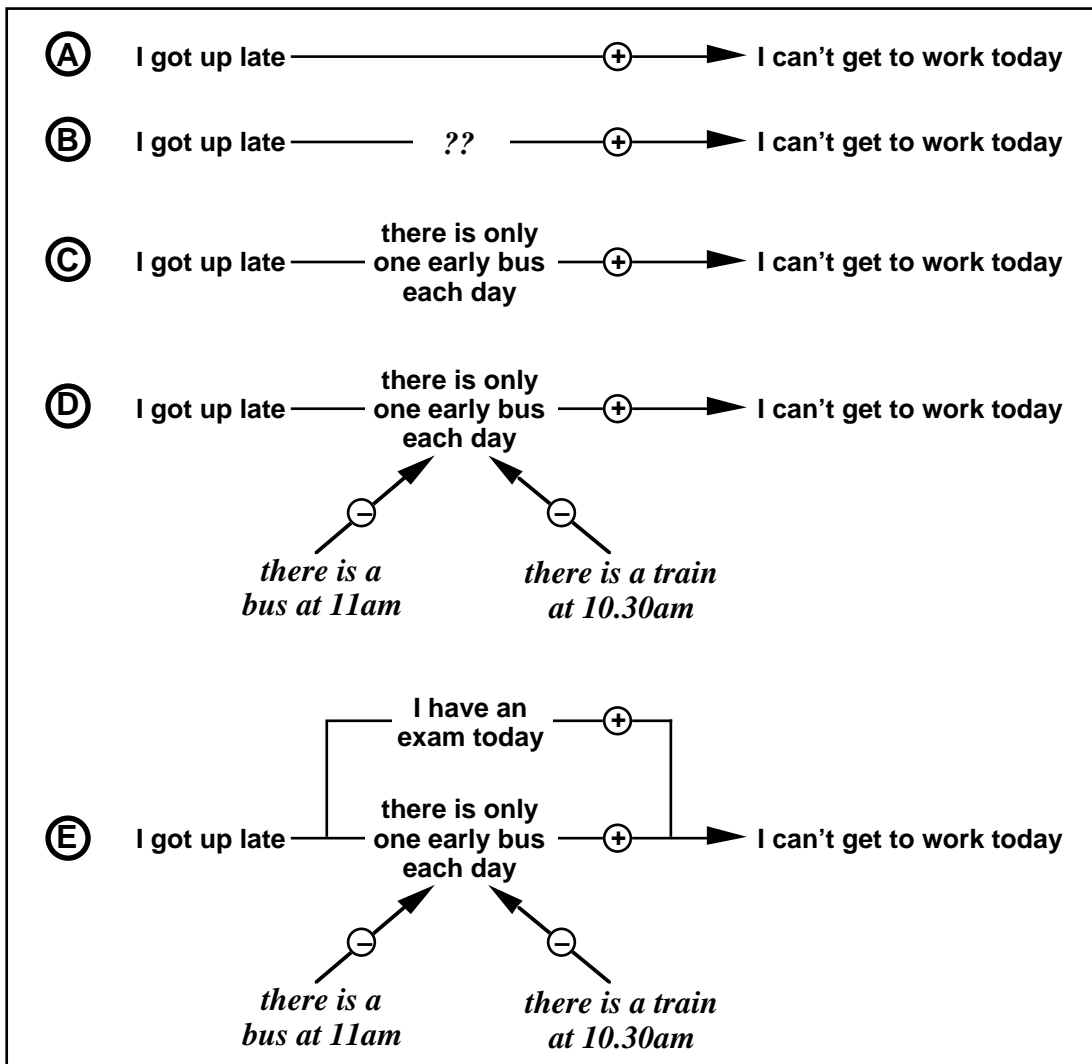 A I got up late + I can't get to work today
B I got up late ?? + I can't get to work today
there is only
C I got up late one early bus + I can't get to work today
each day
there is only
D I got up late one early bus + I can't get to work today
each day
− −
there is a there is a train
bus at 11am at 10.30am
I have an +
exam today
there is only
E I got up late one early bus + I can't get to work today
each day
− −
there is a there is a train
bus at 11am at 10.30am